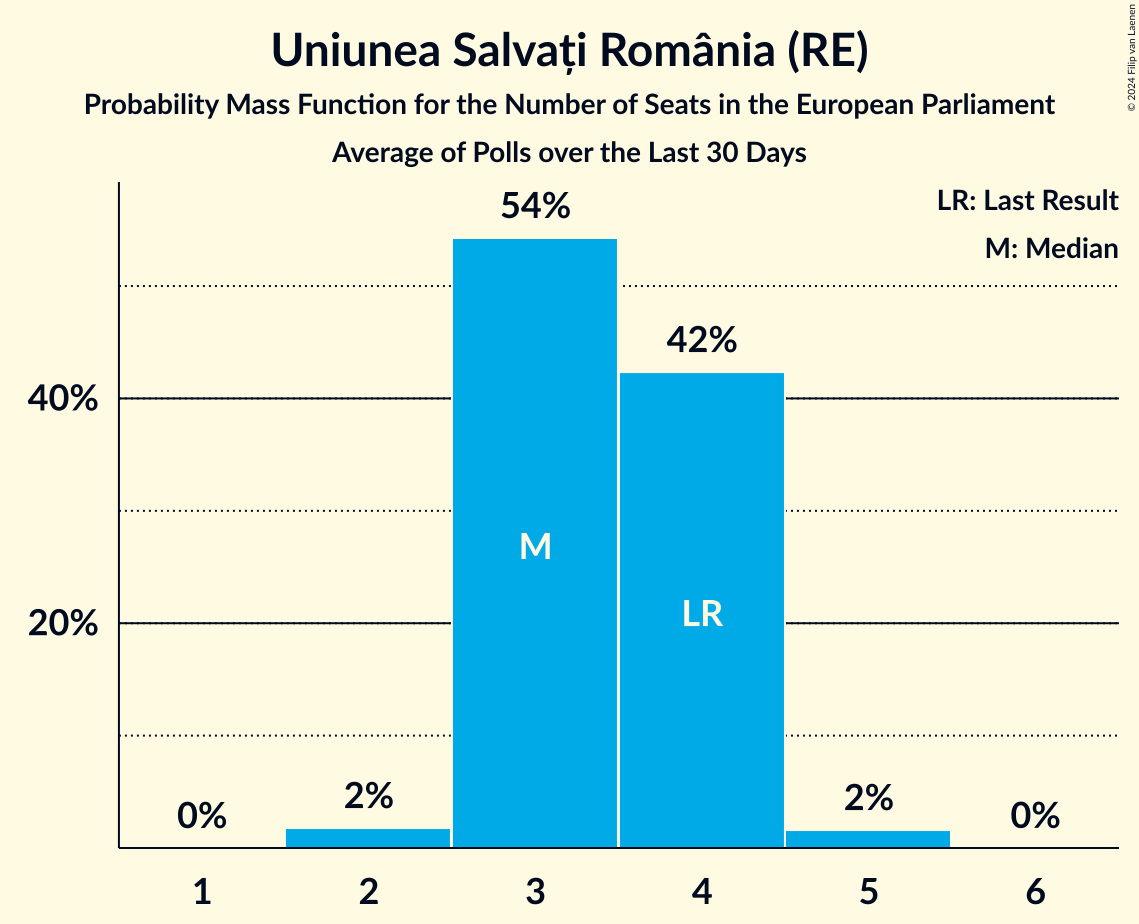 Uniunea Salvați România (RE)
Probability Mass Function for the Number of Seats in the European Parliament
Average of Polls over the Last 30 Days
© 2024 Filip van Laenen
LR: Last Result
M: Median
54%
42%
40%
M
LR
20%
0%
2%
2%
0%
1 2 3 4 5 6